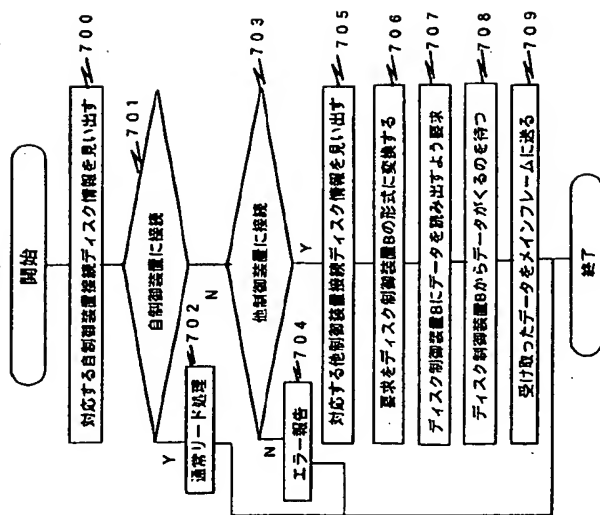 開始
対応する自制御装置接続ディスク情報を見い出す
700
自制御装置に接続
701
Y
N
通常リード処理
702
他制御装置に接続
703
N
Y
エラー報告
704
対応する他制御装置接続ディスク情報を見い出す
705
要求をディスク制御装置Bの形式に変換する
706
ディスク制御装置Bにデータを読み出すよう要求
707
ディスク制御装置Bからデータがくるのを待つ
708
受け取ったデータをメインフレームに送る
709
終了